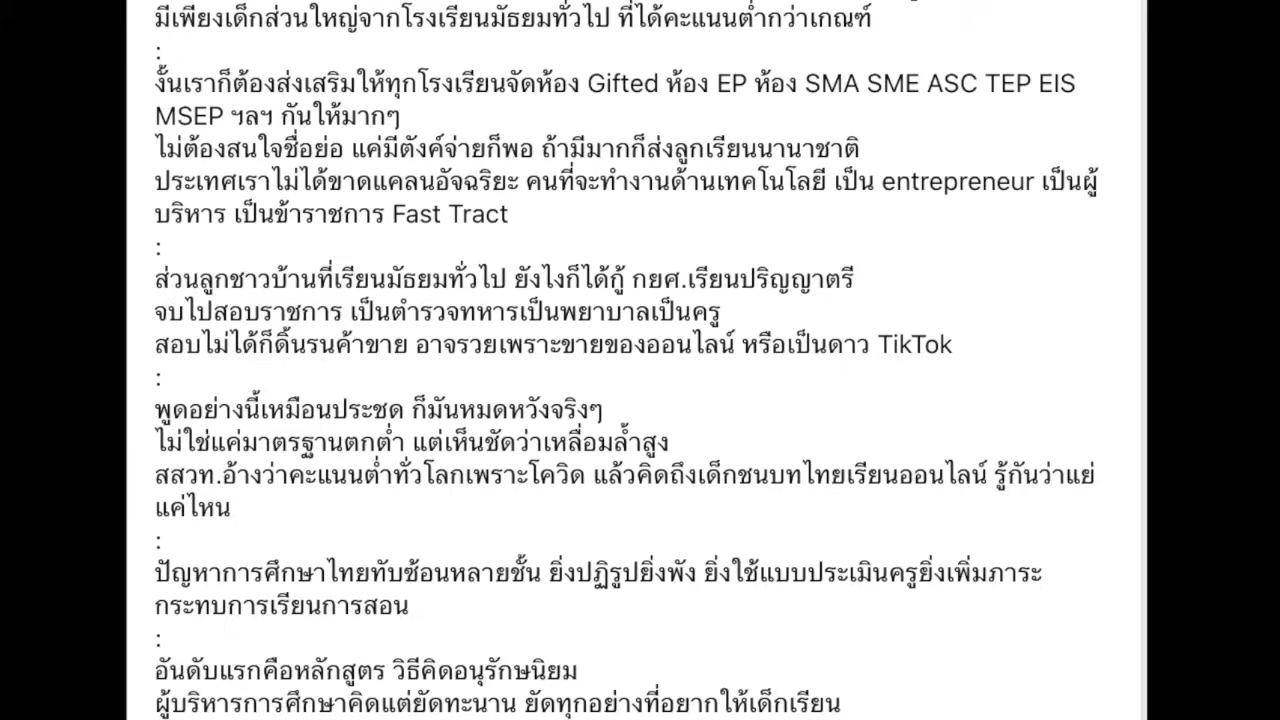 มีเพียงเด็กส่วนใหญ่จากโรงเรียนมัธยมทั่วไป ที่ได้คะแนนต่ำกว่าเกณฑ์
:
งั้นเราก็ต้องส่งเสริมให้ทุกโรงเรียนจัดห้อง Gifted ห้อง EP ห้อง SMA SME ASC TEP EIS
MSEP ฯลฯ กันให้มากๆ
ไม่ต้องสนใจชื่อย่อ แค่มีตังค์จ่ายก็พอ ถ้ามีมากก็ส่งลูกเรียนนานาชาติ
ประเทศเราไม่ได้ขาดแคลนอัจฉริยะ คนที่จะทำงานด้านเทคโนโลยี เป็น entrepreneur เป็นผู้
บริหาร เป็นข้าราชการ Fast Tract
:
ส่วนลูกชาวบ้านที่เรียนมัธยมทั่วไป ยังไงก็ได้กู้ กยศ.เรียนปริญญาตรี
จบไปสอบราชการ เป็นตำรวจทหารเป็นพยาบาลเป็นครู
สอบไม่ได้ก็ดิ้นรนค้าขาย อาจรวยเพราะขายของออนไลน์ หรือเป็นดาว TikTok
:
พูดอย่างนี้เหมือนประชด ก็มันหมดหวังจริงๆ
ไม่ใช่แค่มาตรฐานตกต่ำ แต่เห็นชัดว่าเหลื่อมล้ำสูง
สสวท.อ้างว่าคะแนนต่ำทั่วโลกเพราะโควิด แล้วคิดถึงเด็กชนบทไทยเรียนออนไลน์ รู้กันว่าแย่
แค่ไหน
:
ปัญหาการศึกษาไทยทับซ้อนหลายชั้น ยิ่งปฏิรูปยิ่งพัง ยิ่งใช้แบบประเมินครูยิ่งเพิ่มภาระ
กระทบการเรียนการสอน
:
อันดับแรกคือหลักสูตร วิธีคิดอนุรักษนิยม
ผู้บริหารการศึกษาคิดแต่ยัดทะนาน ยัดทุกอย่างที่อยากให้เด็กเรียน